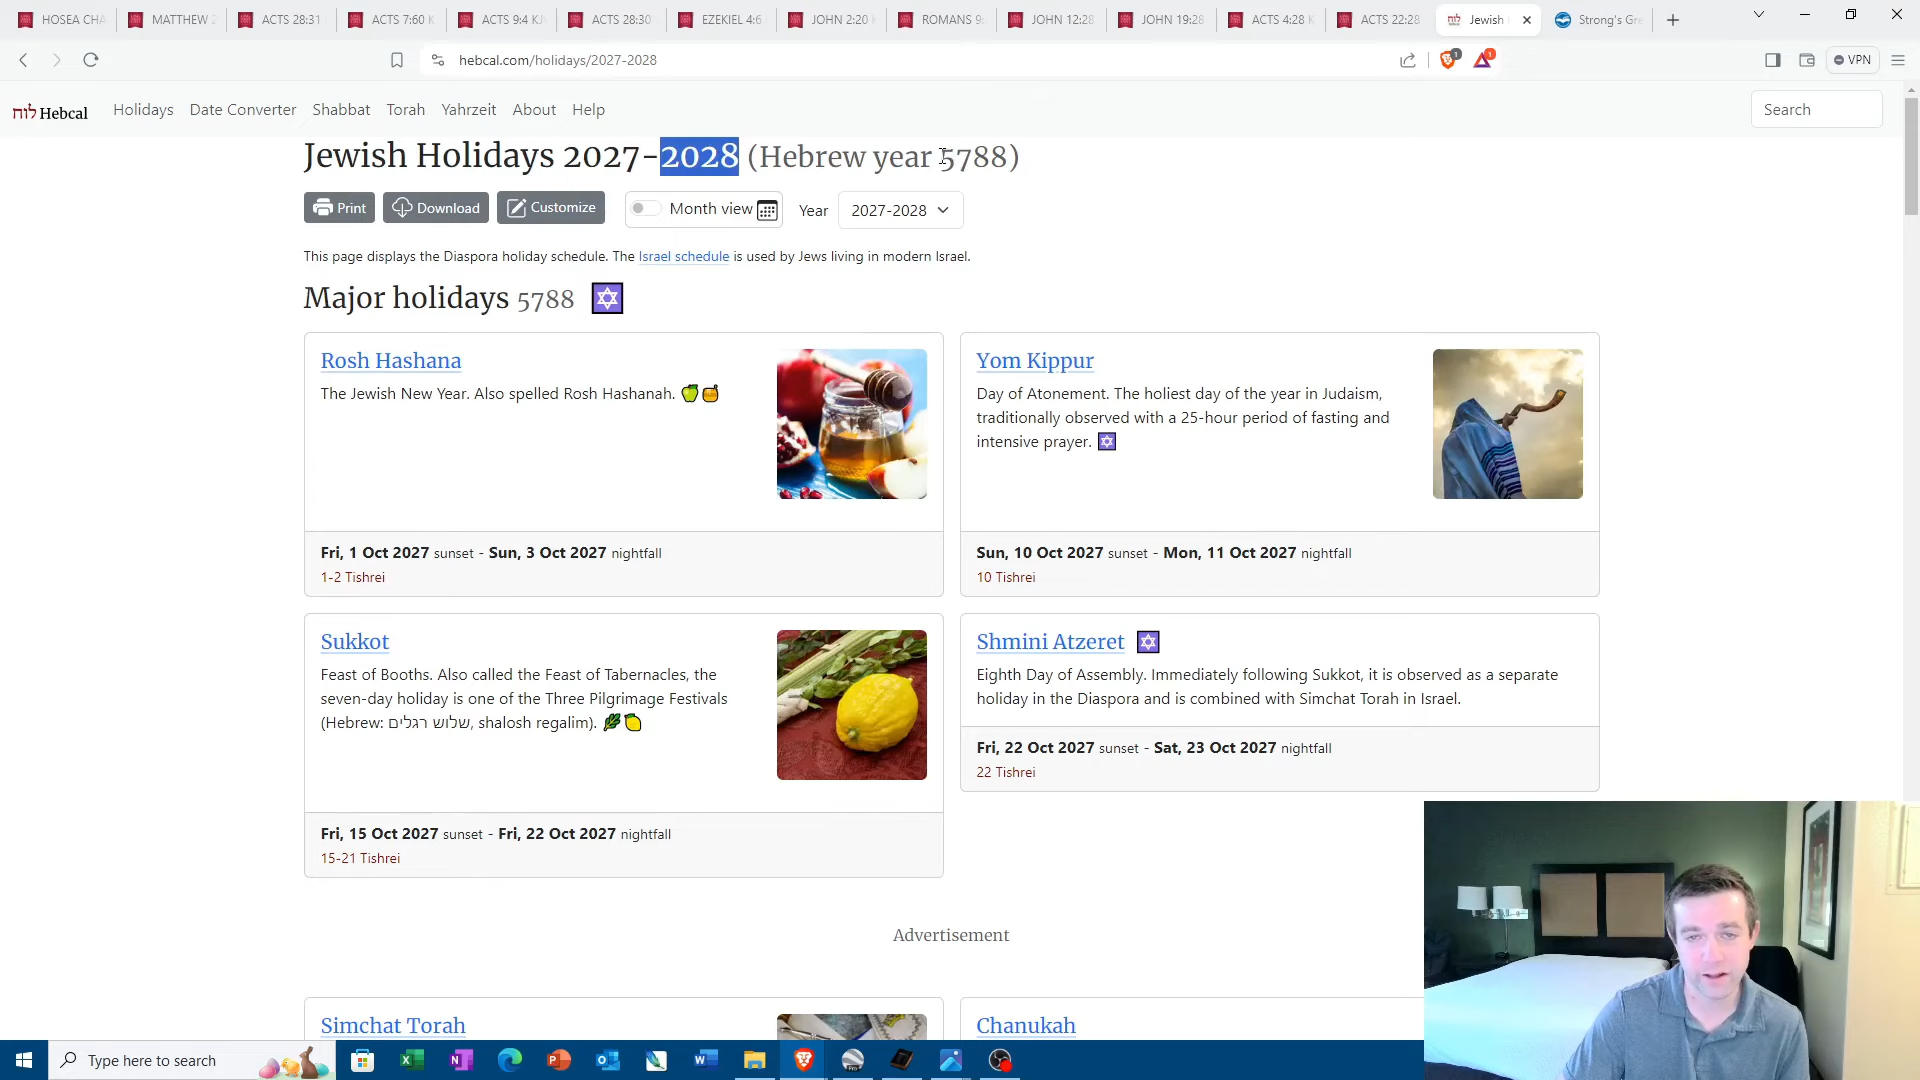 HOSEA CHA
MATTHEW 2
ACTS 28:31
ACTS 7:60 K
ACTS 9:4 KJV
ACTS 28:30
EZEKIEL 4:6
JOHN 2:20
ROMANS 9:
JOHN 12:28
JOHN 19:28
ACTS 4:28 K
ACTS 22:28
Jewish
Strong's Gre
hebcal.com/holidays/2027-2028
1
1
VPN
לוח Hebcal
Holidays
Date Converter
Shabbat
Torah
Yahrzeit
About
Help
Search
Jewish Holidays 2027-2028 (Hebrew year 5788)
Print
Download
Customize
Month view
Year
2027-2028
This page displays the Diaspora holiday schedule. The Israel schedule is used by Jews living in modern Israel.
Major holidays 5788 ✡
Rosh Hashana
The Jewish New Year. Also spelled Rosh Hashanah. 🍏🍯
Fri, 1 Oct 2027 sunset - Sun, 3 Oct 2027 nightfall
1-2 Tishrei
Yom Kippur
Day of Atonement. The holiest day of the year in Judaism,
traditionally observed with a 25-hour period of fasting and
intensive prayer. ✡
Sun, 10 Oct 2027 sunset - Mon, 11 Oct 2027 nightfall
10 Tishrei
Sukkot
Feast of Booths. Also called the Feast of Tabernacles, the
seven-day holiday is one of the Three Pilgrimage Festivals
(Hebrew: שלוש רגלים, shalosh regalim). 🌿🍋
Fri, 15 Oct 2027 sunset - Fri, 22 Oct 2027 nightfall
15-21 Tishrei
Shmini Atzeret ✡
Eighth Day of Assembly. Immediately following Sukkot, it is observed as a separate
holiday in the Diaspora and is combined with Simchat Torah in Israel.
Fri, 22 Oct 2027 sunset - Sat, 23 Oct 2027 nightfall
22 Tishrei
Advertisement
Simchat Torah
Chanukah
Type here to search